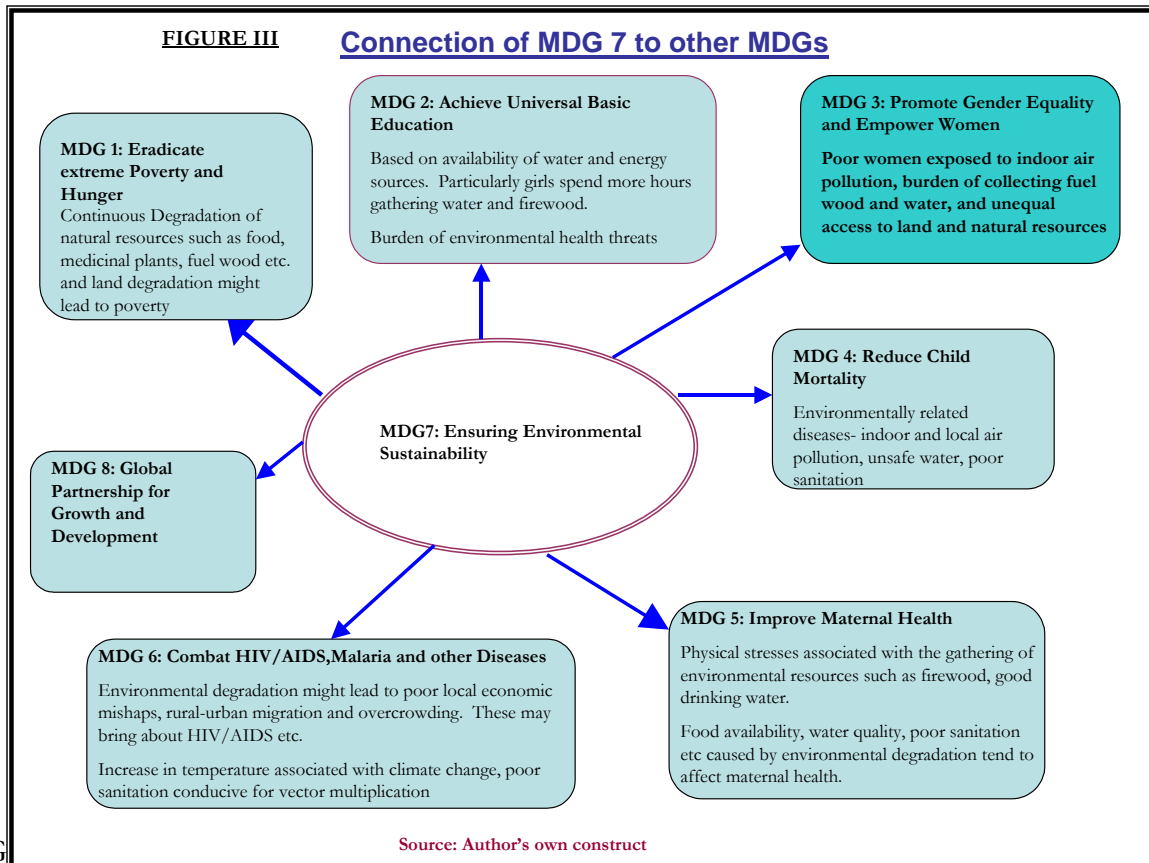 FIGURE III
Connection of MDG 7 to other MDGs
MDG 1: Eradicate
extreme Poverty and
Hunger
Continuous Degradation of
natural resources such as food,
medicinal plants, fuel wood etc.
and land degradation might
lead to poverty
MDG 2: Achieve Universal Basic
Education
Based on availability of water and energy
sources.  Particularly girls spend more hours
gathering water and firewood.
Burden of environmental health threats
MDG 3: Promote Gender Equality
and Empower Women
Poor women exposed to indoor air
pollution, burden of collecting fuel
wood and water, and unequal
access to land and natural resources
MDG 4: Reduce Child
Mortality
Environmentally related
diseases- indoor and local air
pollution, unsafe water, poor
sanitation
MDG7: Ensuring Environmental
Sustainability
MDG 8: Global
Partnership for
Growth and
Development
MDG 6: Combat HIV/AIDS,Malaria and other Diseases
Environmental degradation might lead to poor local economic
mishaps, rural-urban migration and overcrowding.  These may
bring about HIV/AIDS etc.
Increase in temperature associated with climate change, poor
sanitation conducive for vector multiplication
MDG 5: Improve Maternal Health
Physical stresses associated with the gathering of
environmental resources such as firewood, good
drinking water.
Food availability, water quality, poor sanitation
etc caused by environmental degradation tend to
affect maternal health.
Source: Author's own construct
G